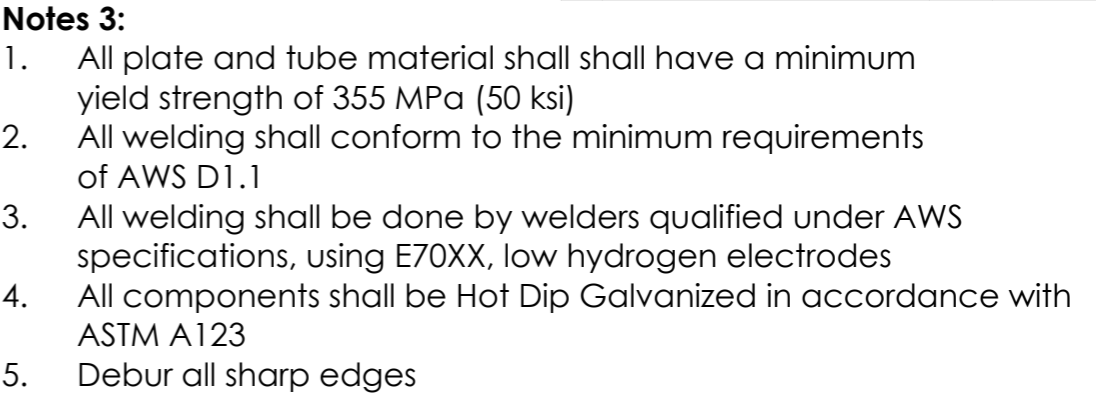 Notes 3:
1. All plate and tube material shall shall have a minimum
yield strength of 355 MPa (50 ksi)
2. All welding shall conform to the minimum requirements
of AWS D1.1
3. All welding shall be done by welders qualified under AWS
specifications, using E70XX, low hydrogen electrodes
4. All components shall be Hot Dip Galvanized in accordance with
ASTM A123
5. Debur all sharp edges